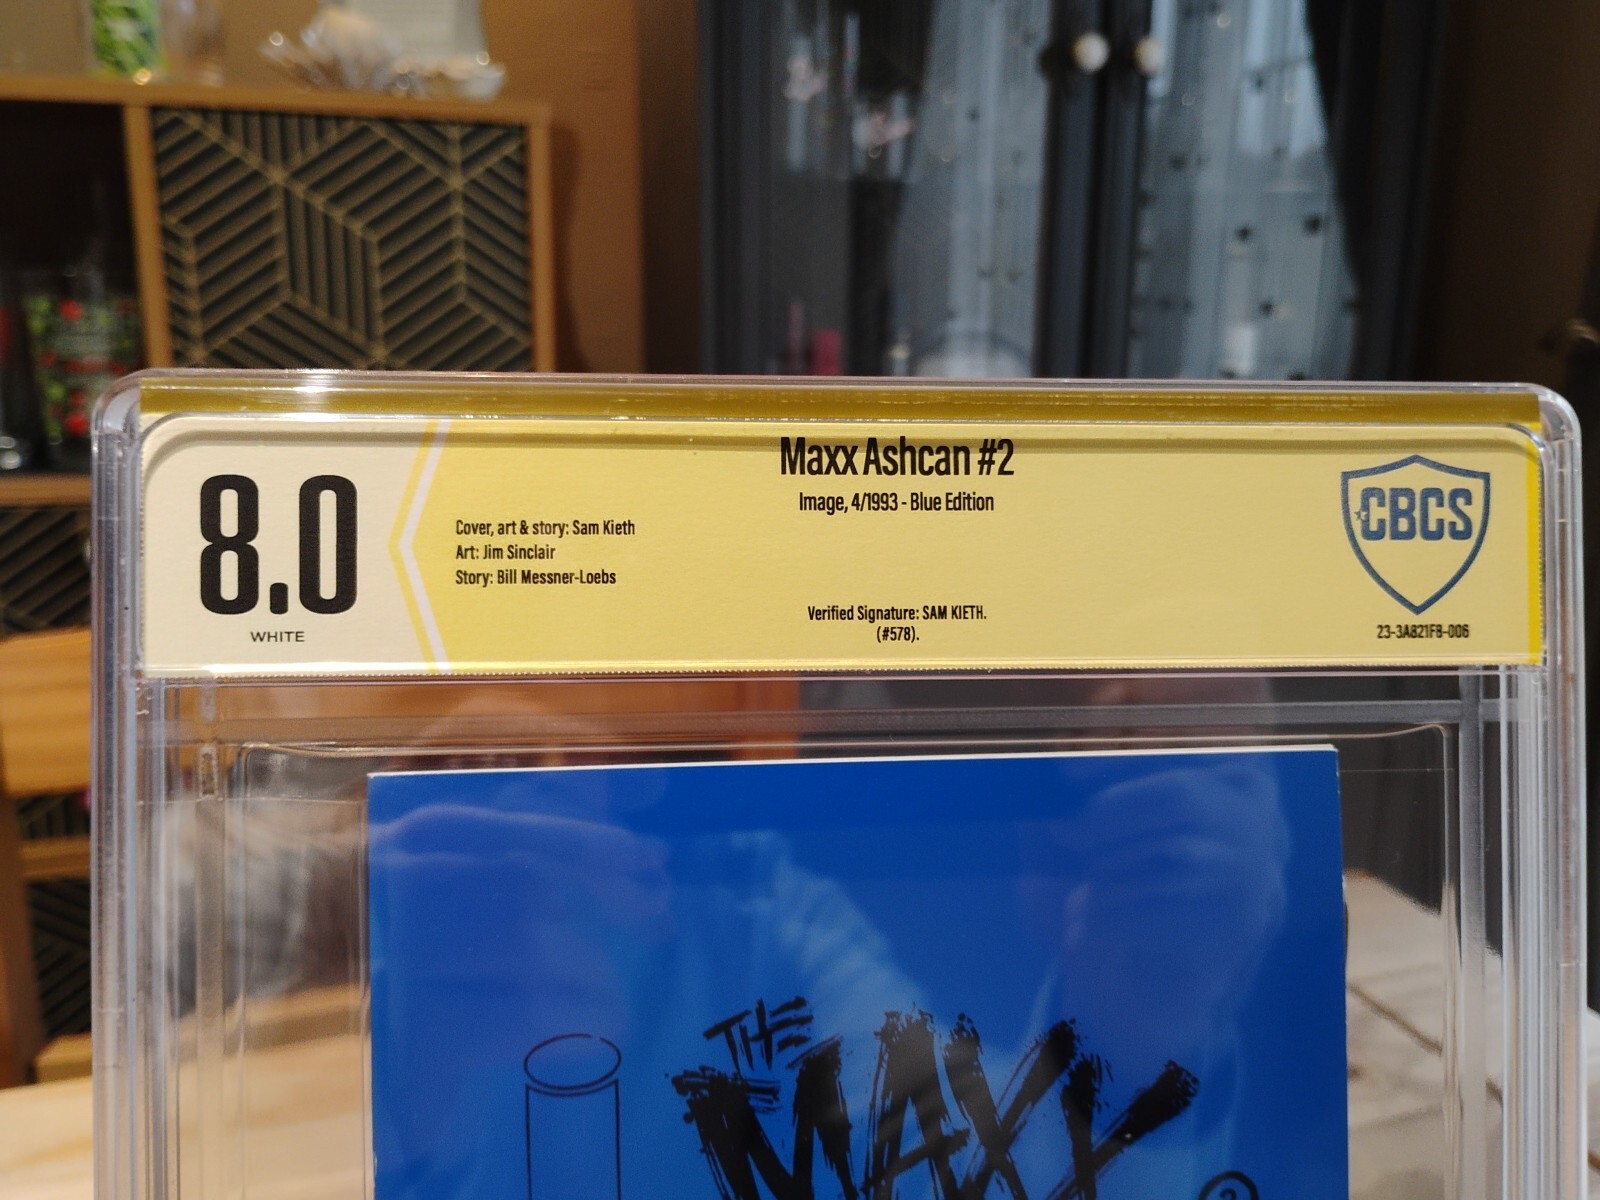 8.0
WHITE
Maxx Ashcan #2
Image, 4/1993 - Blue Edition
Cover, art & story: Sam Kieth
Art: Jim Sinclair
Story: Bill Messner-Loebs
Verified Signature: SAM KIETH.
(#578).
CBCS
23-3A821F8-006
THE
MAXX
2